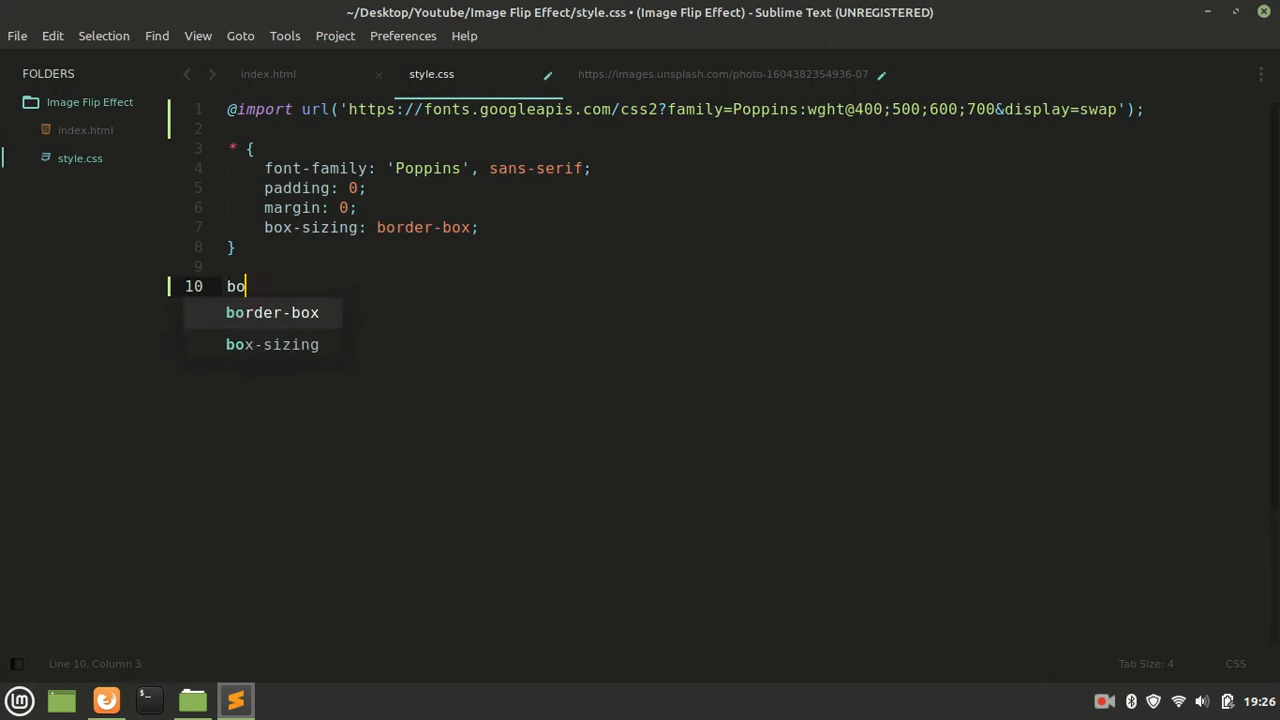 ~/Desktop/Youtube/Image Flip Effect/style.css • (Image Flip Effect) - Sublime Text (UNREGISTERED)
File Edit Selection Find View Goto Tools Project Preferences Help
FOLDERS
Image Flip Effect
index.html
style.css
index.html × style.css https://images.unsplash.com/photo-1604382354936-07
1 @import url('https://fonts.googleapis.com/css2?family=Poppins:wght@400;500;600;700&display=swap');
2
3 * {
4 font-family: 'Poppins', sans-serif;
5 padding: 0;
6 margin: 0;
7 box-sizing: border-box;
8 }
9
10 bo
border-box
box-sizing
Line 10, Column 3 Tab Size: 4 CSS
19:26